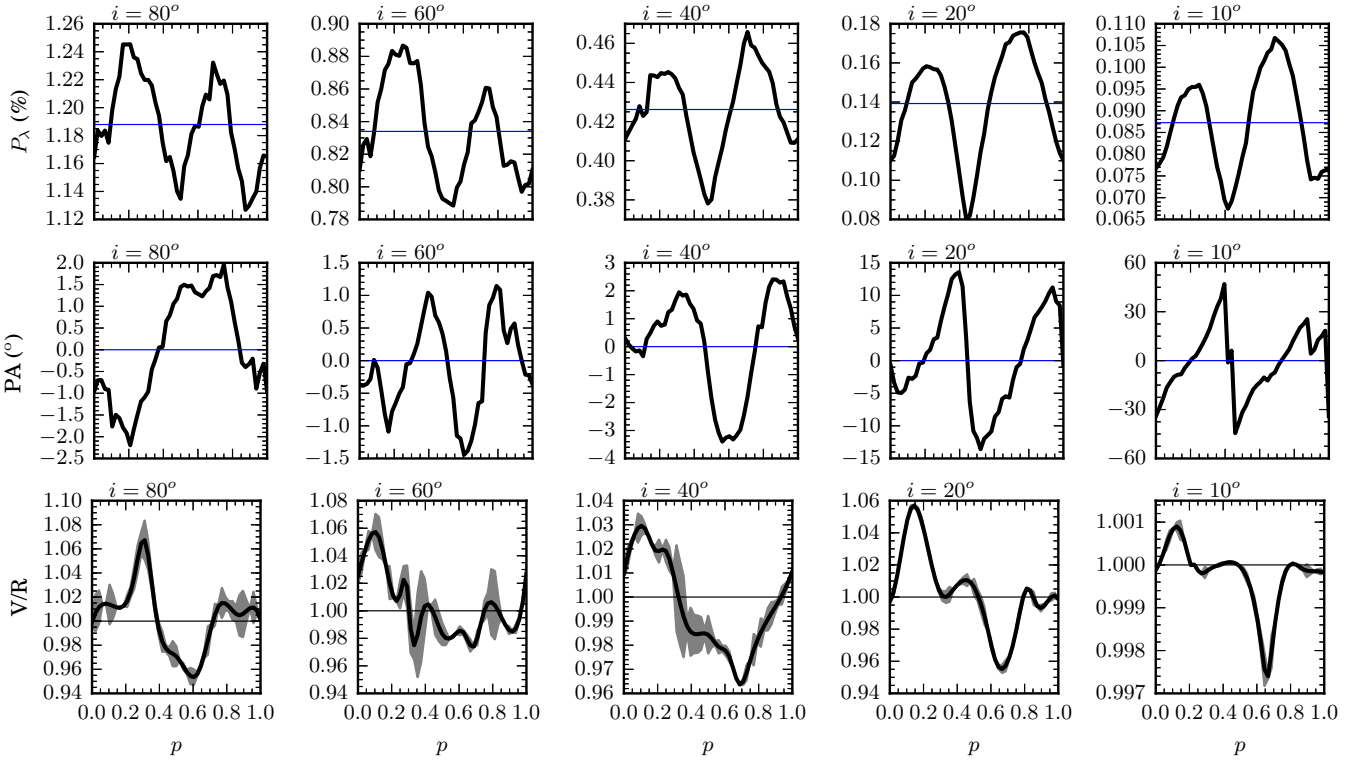 i = 80° i = 60° i = 40° i = 20° i = 10°
P_λ (%)
1.26 1.24 1.22 1.20 1.18 1.16 1.14 1.12
0.90 0.88 0.86 0.84 0.82 0.80 0.78
0.46 0.44 0.42 0.40 0.38
0.18 0.16 0.14 0.12 0.10 0.08
0.110 0.105 0.100 0.095 0.090 0.085 0.080 0.075 0.070 0.065
i = 80° i = 60° i = 40° i = 20° i = 10°
PA (°)
2.0 1.5 1.0 0.5 0.0 −0.5 −1.0 −1.5 −2.0 −2.5
1.5 1.0 0.5 0.0 −0.5 −1.0 −1.5
3 2 1 0 −1 −2 −3 −4
15 10 5 0 −5 −10 −15
60 30 0 −30 −60
i = 80° i = 60° i = 40° i = 20° i = 10°
V/R
1.10 1.08 1.06 1.04 1.02 1.00 0.98 0.96 0.94
1.08 1.06 1.04 1.02 1.00 0.98 0.96 0.94
1.04 1.03 1.02 1.01 1.00 0.99 0.98 0.97 0.96
1.06 1.04 1.02 1.00 0.98 0.96 0.94
1.001 1.000 0.999 0.998 0.997
0.0 0.2 0.4 0.6 0.8 1.0 0.0 0.2 0.4 0.6 0.8 1.0 0.0 0.2 0.4 0.6 0.8 1.0 0.0 0.2 0.4 0.6 0.8 1.0 0.0 0.2 0.4 0.6 0.8 1.0
p p p p p